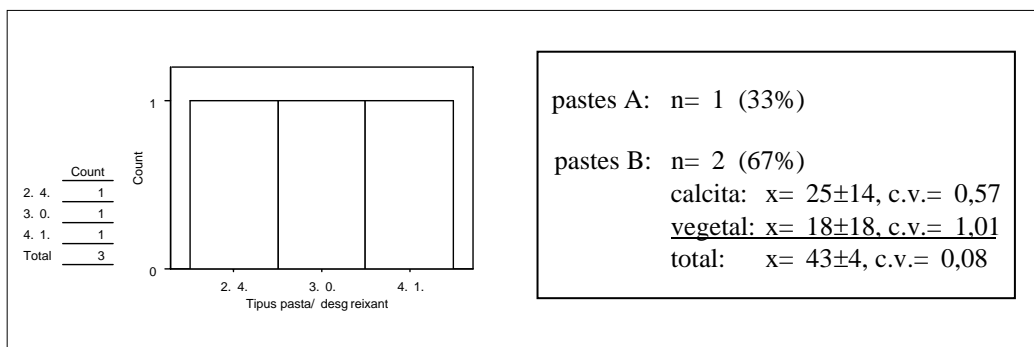 Count
2. 4. 1
3. 0. 1
4. 1. 1
Total 3
Count
1
0
2. 4. 3. 0. 4. 1.
Tipus pasta/ desg reixant
pastes A: n= 1 (33%)
pastes B: n= 2 (67%)
calcita: x= 25±14, c.v.= 0,57
vegetal: x= 18±18, c.v.= 1,01
total: x= 43±4, c.v.= 0,08